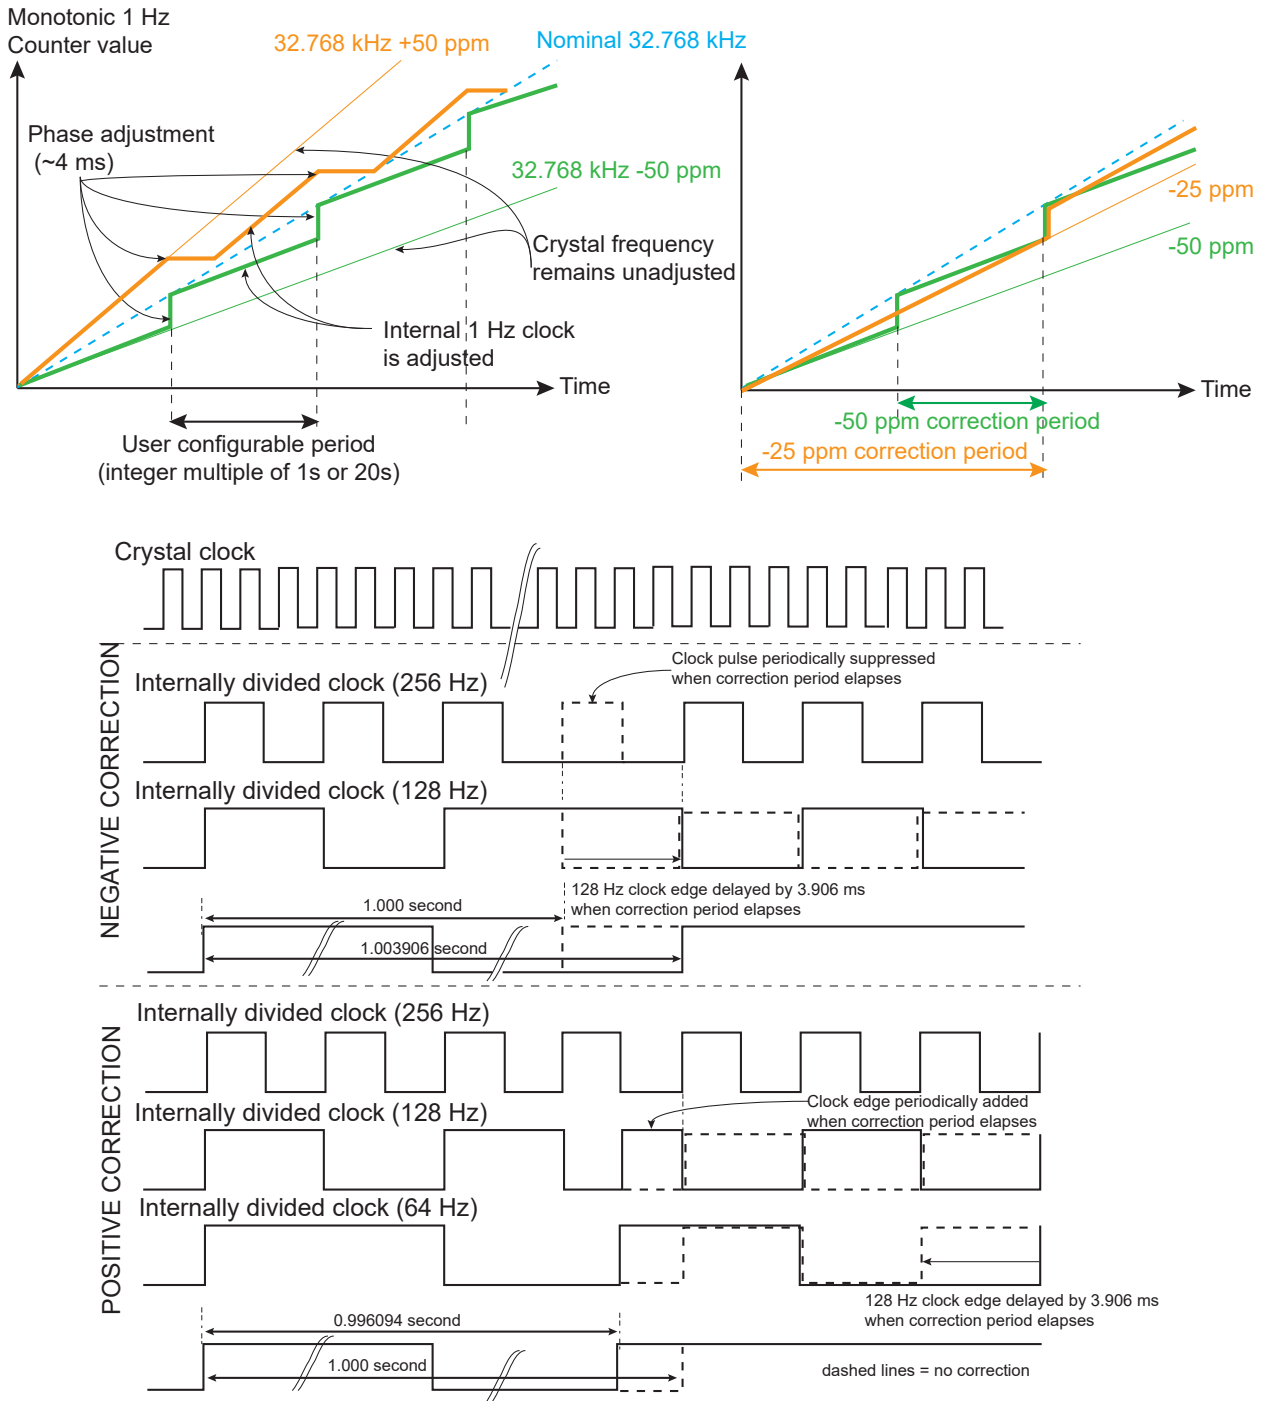 Monotonic 1 Hz
Counter value
32.768 kHz +50 ppm
Nominal 32.768 kHz
Phase adjustment
(~4 ms)
32.768 kHz -50 ppm
Crystal frequency
remains unadjusted
Internal 1 Hz clock
is adjusted
Time
User configurable period
(integer multiple of 1s or 20s)
-25 ppm
-50 ppm
Time
-50 ppm correction period
-25 ppm correction period
Crystal clock
NEGATIVE CORRECTION
Internally divided clock (256 Hz)
Clock pulse periodically suppressed
when correction period elapses
Internally divided clock (128 Hz)
128 Hz clock edge delayed by 3.906 ms
when correction period elapses
1.000 second
1.003906 second
POSITIVE CORRECTION
Internally divided clock (256 Hz)
Internally divided clock (128 Hz)
Clock edge periodically added
when correction period elapses
Internally divided clock (64 Hz)
128 Hz clock edge delayed by 3.906 ms
when correction period elapses
0.996094 second
1.000 second
dashed lines = no correction